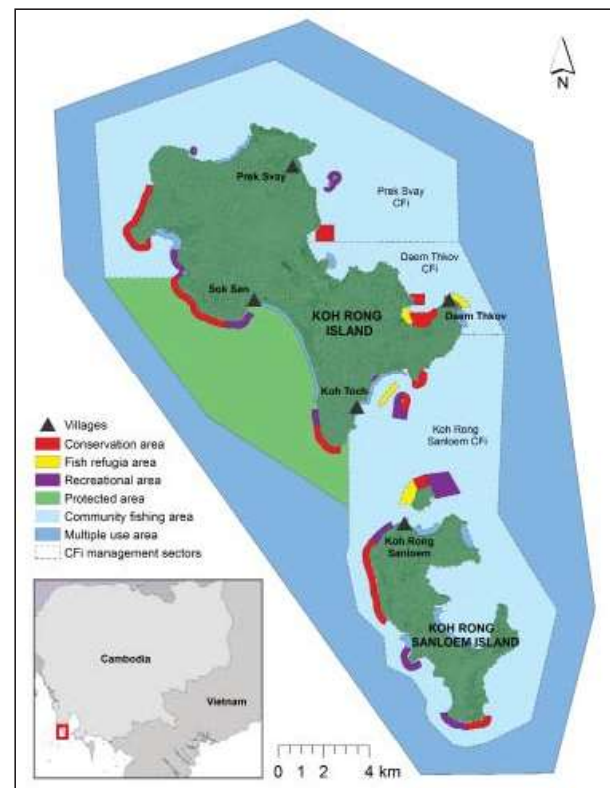 N
Prek Svay
Prek Svay
CFi
Daem Thkov
CFi
Sok San
KOH RONG
ISLAND
Daem Thkov
Koh Toch
Koh Rong
Sanloem CFi
Villages
Conservation area
Fish refugia area
Recreational area
Protected area
Community fishing area
Multiple use area
CFi management sectors
Koh Rong
Sanloem
KOH RONG
SANLOEM ISLAND
Cambodia
Vietnam
0 1 2 4 km